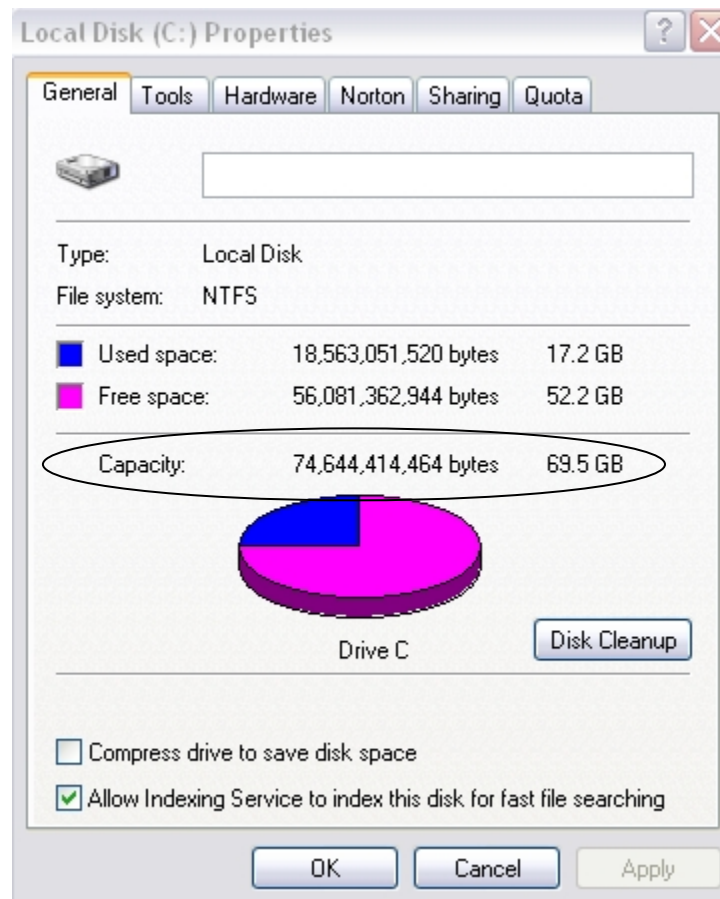 Local Disk (C:) Properties ?
General Tools Hardware Norton Sharing Quota
Type: Local Disk
File system: NTFS
Used space: 18,563,051,520 bytes 17.2 GB
Free space: 56,081,362,944 bytes 52.2 GB
Capacity: 74,644,414,464 bytes 69.5 GB
Drive C
Disk Cleanup
Compress drive to save disk space
Allow Indexing Service to index this disk for fast file searching
OK Cancel Apply